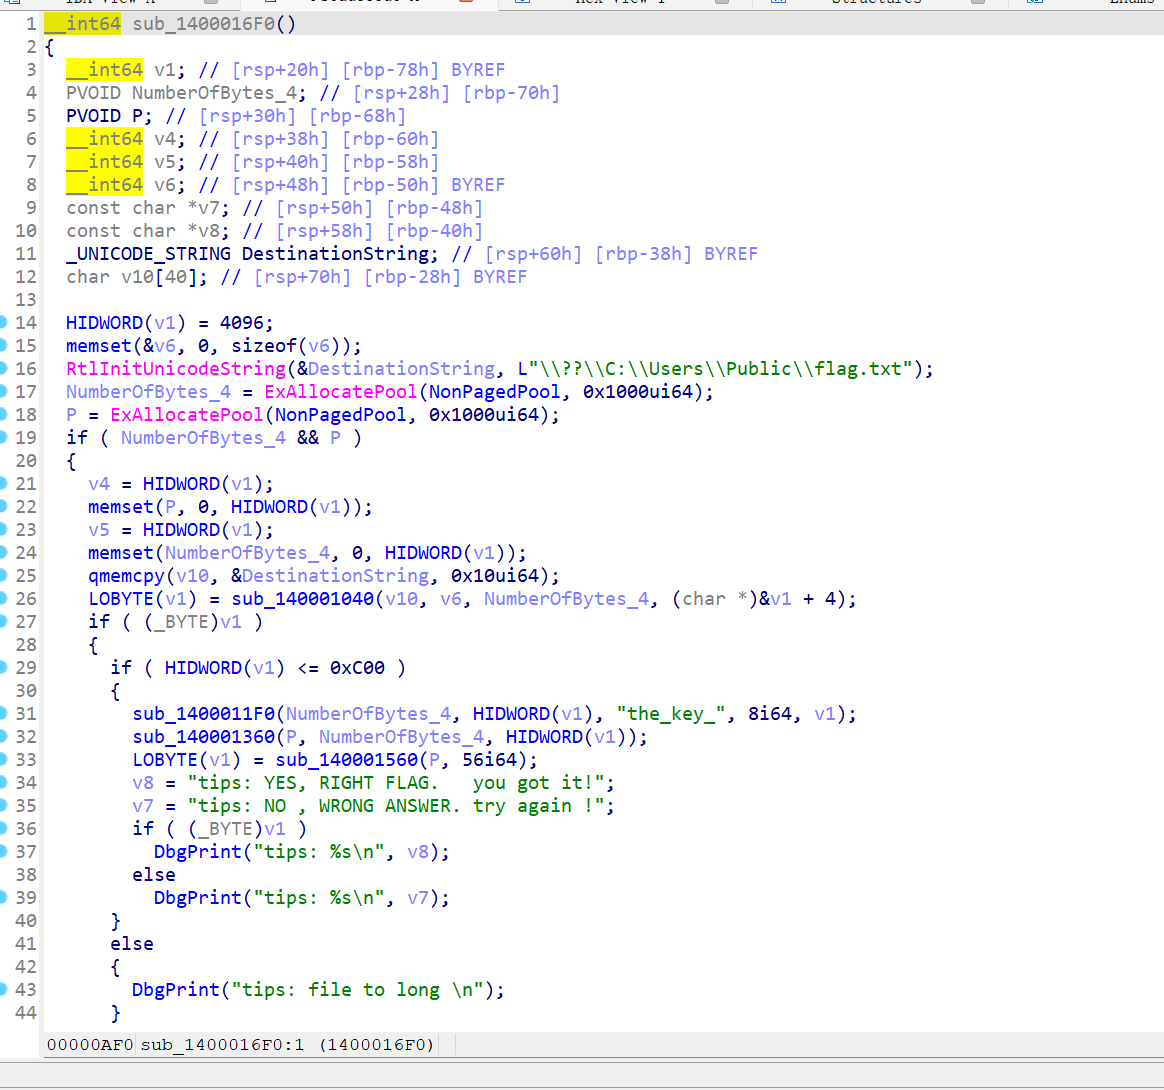 1 __int64 sub_1400016F0()
2 {
3 __int64 v1; // [rsp+20h] [rbp-78h] BYREF
4 PVOID NumberOfBytes_4; // [rsp+28h] [rbp-70h]
5 PVOID P; // [rsp+30h] [rbp-68h]
6 __int64 v4; // [rsp+38h] [rbp-60h]
7 __int64 v5; // [rsp+40h] [rbp-58h]
8 __int64 v6; // [rsp+48h] [rbp-50h] BYREF
9 const char *v7; // [rsp+50h] [rbp-48h]
10 const char *v8; // [rsp+58h] [rbp-40h]
11 _UNICODE_STRING DestinationString; // [rsp+60h] [rbp-38h] BYREF
12 char v10[40]; // [rsp+70h] [rbp-28h] BYREF
13
14 HIDWORD(v1) = 4096;
15 memset(&v6, 0, sizeof(v6));
16 RtlInitUnicodeString(&DestinationString, L"\\??\\C:\\Users\\Public\\flag.txt");
17 NumberOfBytes_4 = ExAllocatePool(NonPagedPool, 0x1000ui64);
18 P = ExAllocatePool(NonPagedPool, 0x1000ui64);
19 if ( NumberOfBytes_4 && P )
20 {
21 v4 = HIDWORD(v1);
22 memset(P, 0, HIDWORD(v1));
23 v5 = HIDWORD(v1);
24 memset(NumberOfBytes_4, 0, HIDWORD(v1));
25 qmemcpy(v10, &DestinationString, 0x10ui64);
26 LOBYTE(v1) = sub_140001040(v10, v6, NumberOfBytes_4, (char *)&v1 + 4);
27 if ( (_BYTE)v1 )
28 {
29 if ( HIDWORD(v1) <= 0xC00 )
30 {
31 sub_1400011F0(NumberOfBytes_4, HIDWORD(v1), "the_key_", 8i64, v1);
32 sub_140001360(P, NumberOfBytes_4, HIDWORD(v1));
33 LOBYTE(v1) = sub_140001560(P, 56i64);
34 v8 = "tips: YES, RIGHT FLAG.   you got it!";
35 v7 = "tips: NO , WRONG ANSWER. try again !";
36 if ( (_BYTE)v1 )
37 DbgPrint("tips: %s\n", v8);
38 else
39 DbgPrint("tips: %s\n", v7);
40 }
41 else
42 {
43 DbgPrint("tips: file to long \n");
44 }
00000AF0 sub_1400016F0:1 (1400016F0)